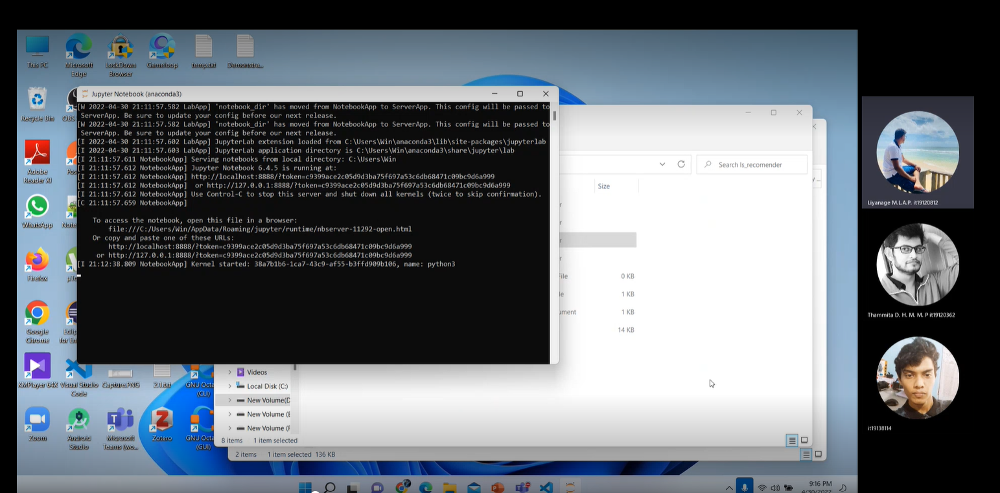 This PC
Microsoft Edge
LockDown Browser
Gameloop
temp.txt
Demonstra...
Recycle Bin
OBS
Adobe Reader XI
WhatsApp
Firefox
Google Chrome
KMPlayer 64X
Visual Studio Code
Capture.PNG
2.1.txt
GNU Octa (CLI)
Zoom
Android Studio
Microsoft Teams (wo...
Zotero
GNU Octa (GUI)
Jupyter Notebook (anaconda3)
[W 2022-04-30 21:11:57.582 LabApp] 'notebook_dir' has moved from NotebookApp to ServerApp. This config will be passed to
ServerApp. Be sure to update your config before our next release.
[W 2022-04-30 21:11:57.582 LabApp] 'notebook_dir' has moved from NotebookApp to ServerApp. This config will be passed to
ServerApp. Be sure to update your config before our next release.
[I 2022-04-30 21:11:57.602 LabApp] JupyterLab extension loaded from C:\Users\Win\anaconda3\lib\site-packages\jupyterlab
[I 2022-04-30 21:11:57.603 LabApp] JupyterLab application directory is C:\Users\Win\anaconda3\share\jupyter\lab
[I 21:11:57.611 NotebookApp] Serving notebooks from local directory: C:\Users\Win
[I 21:11:57.612 NotebookApp] Jupyter Notebook 6.4.5 is running at:
[I 21:11:57.612 NotebookApp] http://localhost:8888/?token=c9399ace2c05d9d3ba75f697a53c6db68471c09bc9d6a999
[I 21:11:57.612 NotebookApp]  or http://127.0.0.1:8888/?token=c9399ace2c05d9d3ba75f697a53c6db68471c09bc9d6a999
[I 21:11:57.612 NotebookApp] Use Control-C to stop this server and shut down all kernels (twice to skip confirmation).
[C 21:11:57.659 NotebookApp]
To access the notebook, open this file in a browser:
file:///C:/Users/Win/AppData/Roaming/jupyter/runtime/nbserver-11292-open.html
Or copy and paste one of these URLs:
http://localhost:8888/?token=c9399ace2c05d9d3ba75f697a53c6db68471c09bc9d6a999
or http://127.0.0.1:8888/?token=c9399ace2c05d9d3ba75f697a53c6db68471c09bc9d6a999
[I 21:12:38.809 NotebookApp] Kernel started: 38a7b1b6-1ca7-43c9-af55-b3ffd909b106, name: python3
Search ls_recomender
Size
File 0 KB
1 KB
ument 1 KB
14 KB
Videos
Local Disk (C:)
New Volume(D
New Volume (E
New Volume (F
8 items 1 item selected
2 items 1 item selected 136 KB
9:16 PM
4/30/2022
Liyanage M.L.A.P. it19120812
Thammita D. H. M. M. P it19120362
it19138114